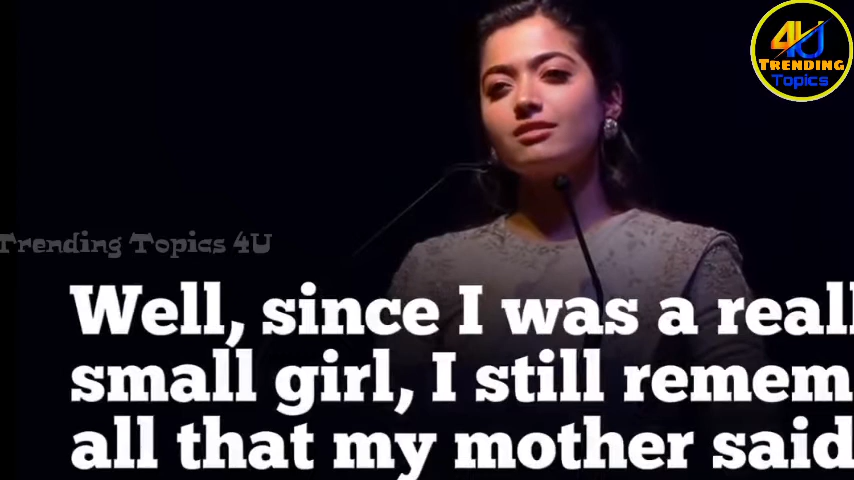 4U
TRENDING
Topics
Trending Topics 4U
Well, since I was a reall
small girl, I still remem
all that my mother said